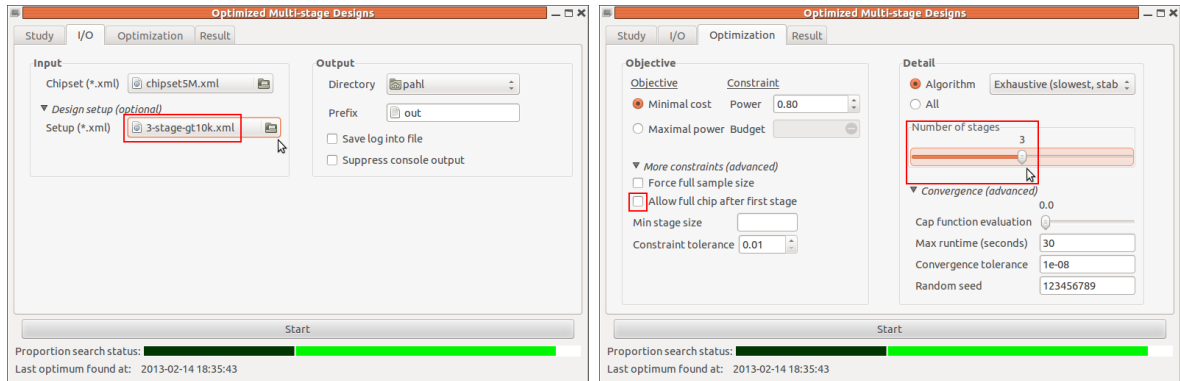 Optimized Multi-stage Designs
Study I/O Optimization Result
Input
Chipset (*.xml) chipset5M.xml
Design setup (optional)
Setup (*.xml) 3-stage-gt10k.xml
Output
Directory pahl
Prefix out
Save log into file
Suppress console output
Start
Proportion search status:
Last optimum found at: 2013-02-14 18:35:43
Optimized Multi-stage Designs
Study I/O Optimization Result
Objective
Objective Constraint
Minimal cost Power 0.80
Maximal power Budget
More constraints (advanced)
Force full sample size
Allow full chip after first stage
Min stage size
Constraint tolerance 0.01
Detail
Algorithm Exhaustive (slowest, stab
All
Number of stages
3
Convergence (advanced)
0.0
Cap function evaluation
Max runtime (seconds) 30
Convergence tolerance 1e-08
Random seed 123456789
Start
Proportion search status:
Last optimum found at: 2013-02-14 18:35:43